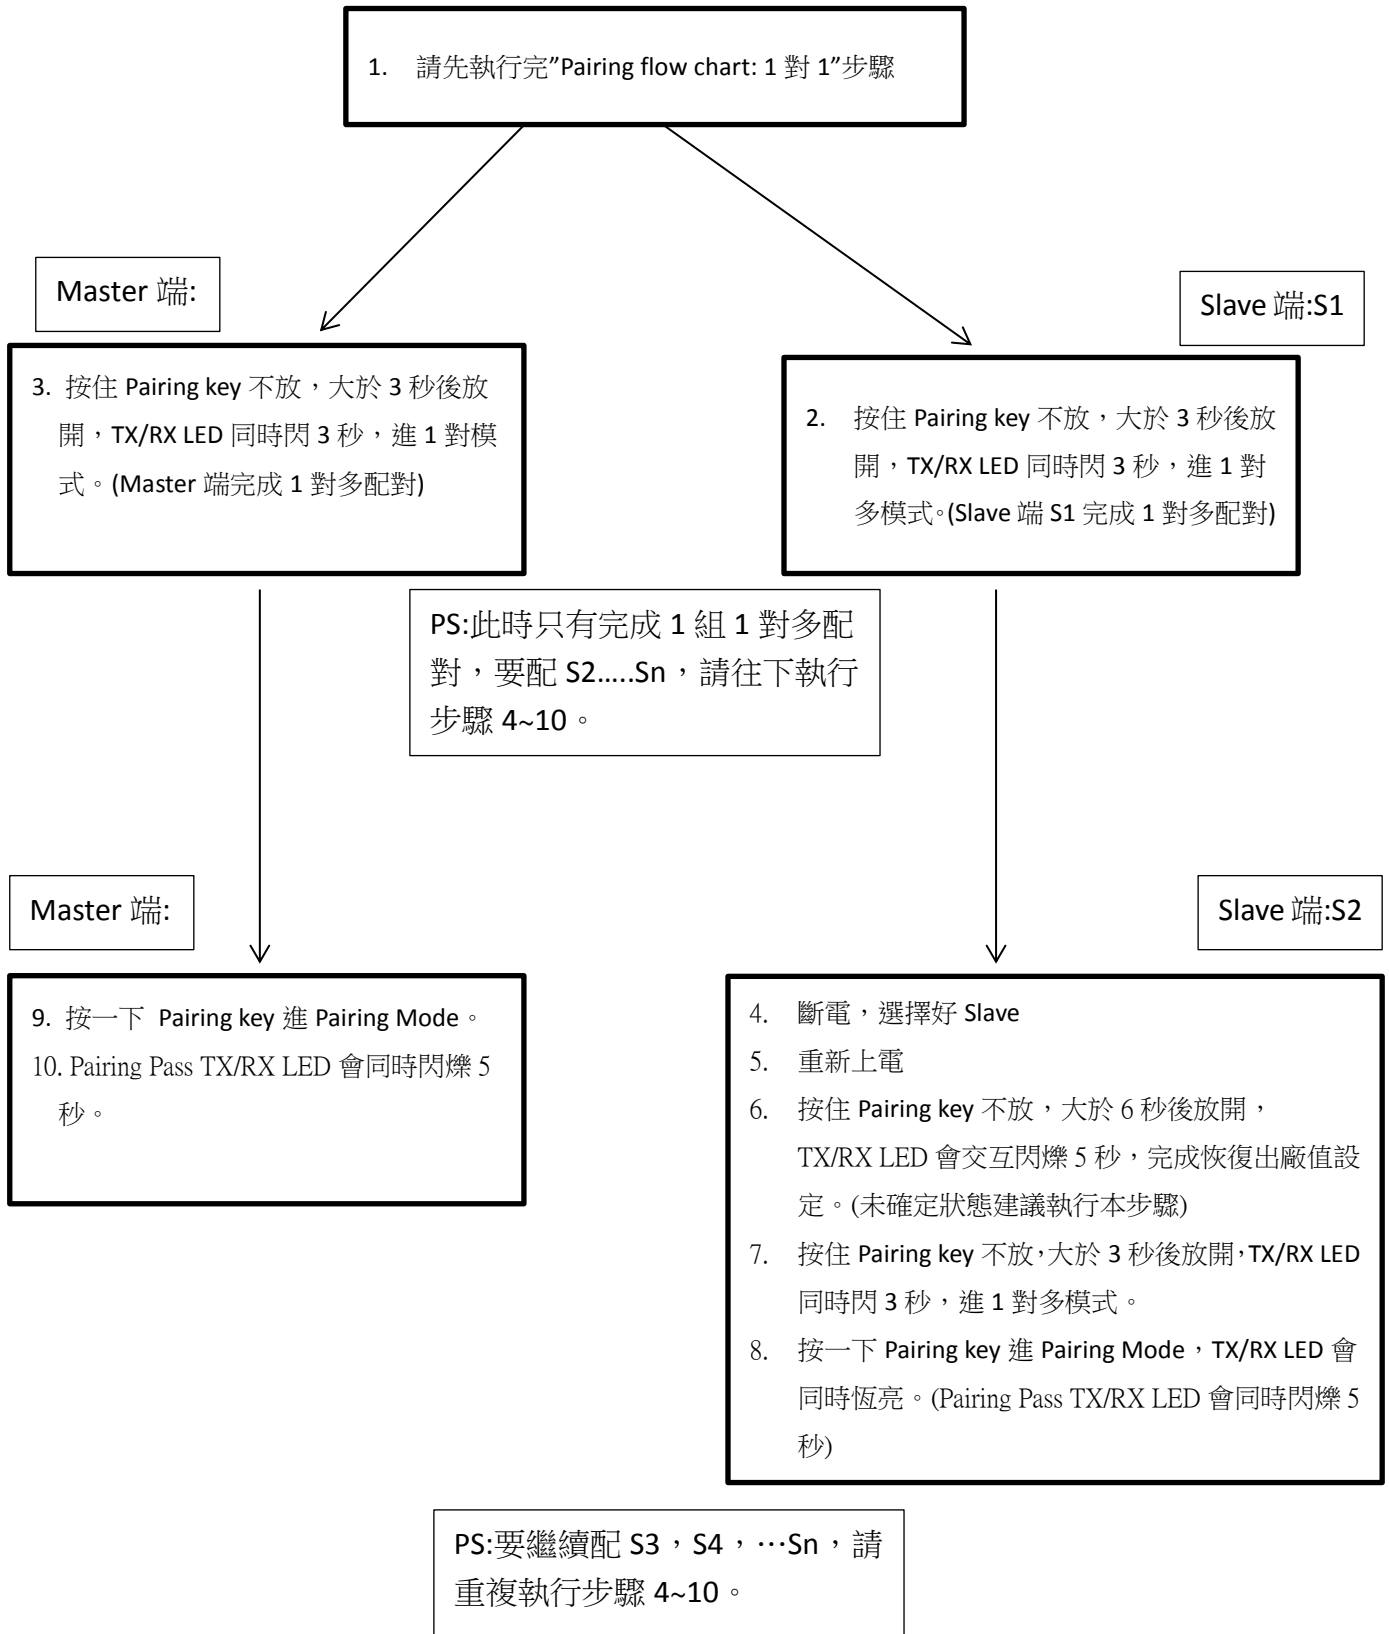 1. 請先執行完”Pairing flow chart: 1 對 1”步驟
Master 端:
Slave 端:S1
3. 按住 Pairing key 不放，大於 3 秒後放
開，TX/RX LED 同時閃 3 秒，進 1 對模
式。(Master 端完成 1 對多配對)
2. 按住 Pairing key 不放，大於 3 秒後放
開，TX/RX LED 同時閃 3 秒，進 1 對
多模式。(Slave 端 S1 完成 1 對多配對)
PS:此時只有完成 1 組 1 對多配
對，要配 S2.....Sn，請往下執行
步驟 4~10。
Master 端:
Slave 端:S2
9. 按一下 Pairing key 進 Pairing Mode。
10. Pairing Pass TX/RX LED 會同時閃爍 5
秒。
4. 斷電，選擇好 Slave
5. 重新上電
6. 按住 Pairing key 不放，大於 6 秒後放開，
TX/RX LED 會交互閃爍 5 秒，完成恢復出廠值設
定。(未確定狀態建議執行本步驟)
7. 按住 Pairing key 不放，大於 3 秒後放開，TX/RX LED
同時閃 3 秒，進 1 對多模式。
8. 按一下 Pairing key 進 Pairing Mode，TX/RX LED 會
同時恆亮。(Pairing Pass TX/RX LED 會同時閃爍 5
秒)
PS:要繼續配 S3，S4，…Sn，請
重複執行步驟 4~10。